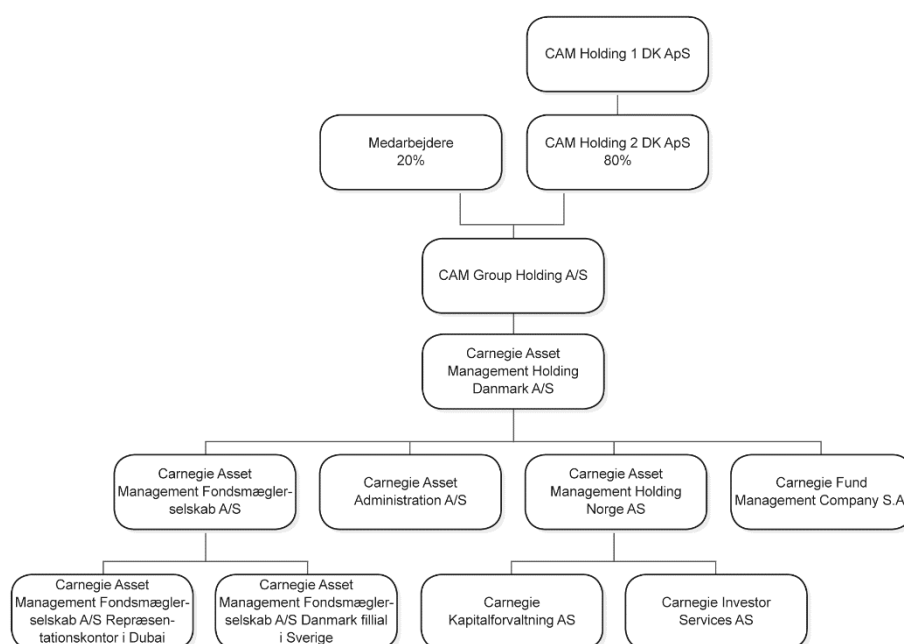 CAM Holding 1 DK ApS
Medarbejdere
20%
CAM Holding 2 DK ApS
80%
CAM Group Holding A/S
Carnegie Asset
Management Holding
Danmark A/S
Carnegie Asset
Management Fondsmægler-
selskab A/S
Carnegie Asset
Administration A/S
Carnegie Asset
Management Holding
Norge AS
Carnegie Fund
Management Company S.A
Carnegie Asset
Management Fondsmægler-
selskab A/S Repræsen-
tationskontor i Dubai
Carnegie Asset
Management Fondsmægler-
selskab A/S Danmark fillial
i Sverige
Carnegie
Kapitalforvaltning AS
Carnegie Investor
Services AS